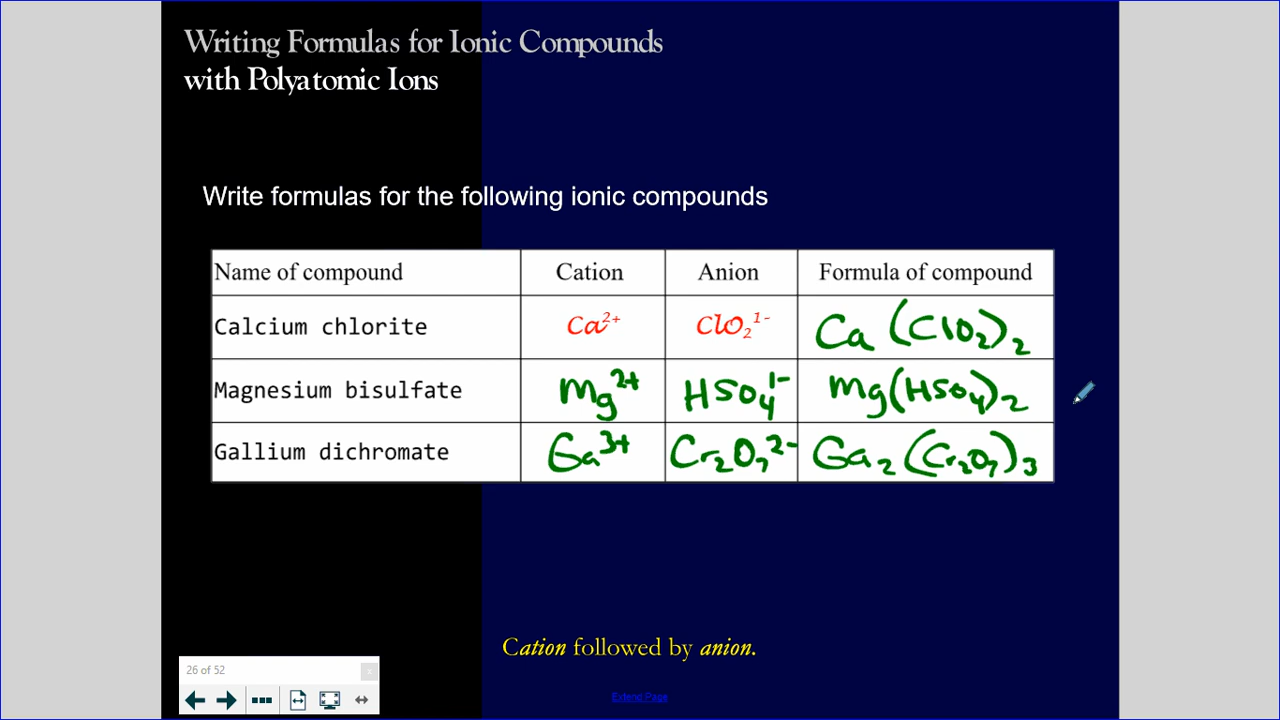 Writing Formulas for Ionic Compounds
with Polyatomic Ions
Write formulas for the following ionic compounds
Name of compound Cation Anion Formula of compound
Calcium chlorite Ca²⁺ ClO₂¹⁻ Ca(ClO₂)₂
Magnesium bisulfate Mg²⁺ HSO₄¹⁻ Mg(HSO₄)₂
Gallium dichromate Ga³⁺ Cr₂O₇²⁻ Ga₂(Cr₂O₇)₃
Cation followed by anion.
26 of 52
Extend Page